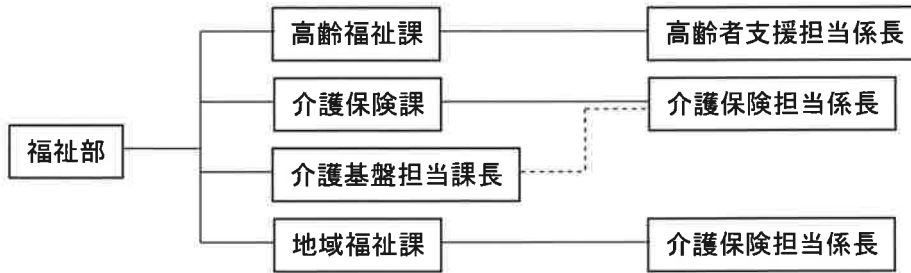 高齢福祉課
高齢者支援担当係長
介護保険課
介護保険担当係長
福祉部
介護基盤担当課長
地域福祉課
介護保険担当係長